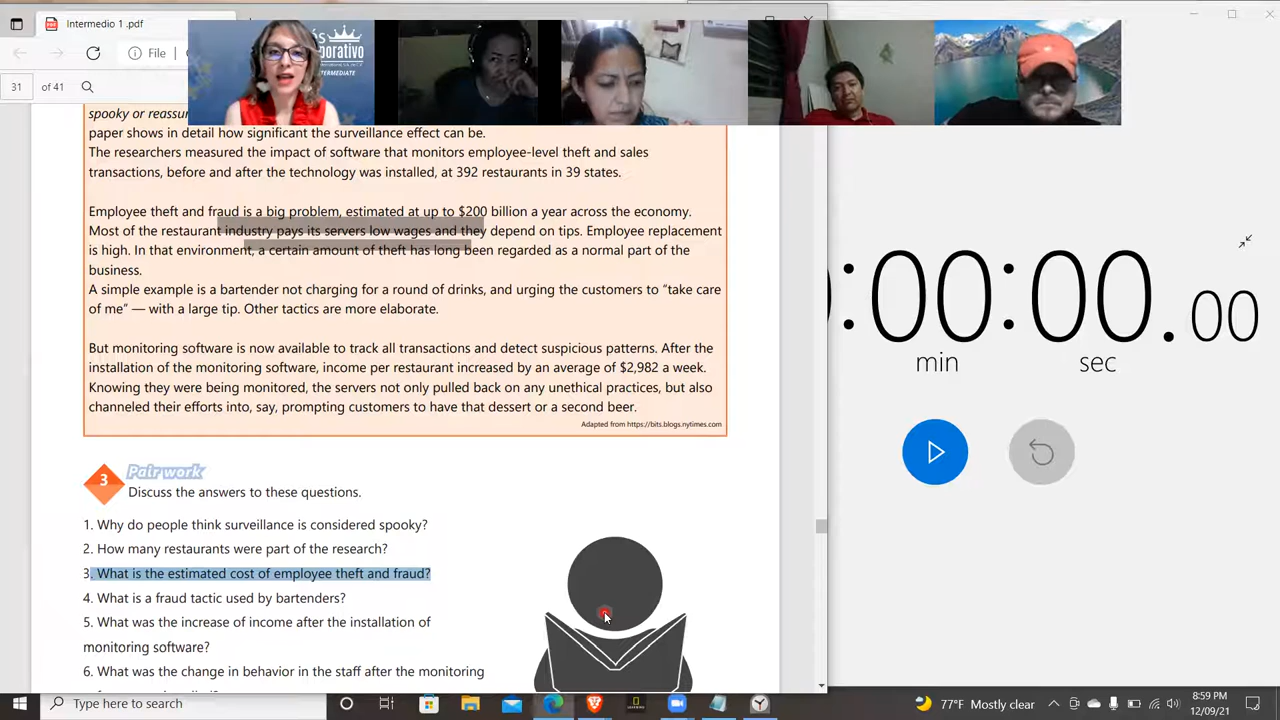 Intermedio 1 .pdf
File
31 of 41
ós
porativo
TERMEDIATE
spooky or reassur
paper shows in detail how significant the surveillance effect can be.
The researchers measured the impact of software that monitors employee-level theft and sales
transactions, before and after the technology was installed, at 392 restaurants in 39 states.
Employee theft and fraud is a big problem, estimated at up to $200 billion a year across the economy.
Most of the restaurant industry pays its servers low wages and they depend on tips. Employee replacement
is high. In that environment, a certain amount of theft has long been regarded as a normal part of the
business.
A simple example is a bartender not charging for a round of drinks, and urging the customers to “take care
of me” — with a large tip. Other tactics are more elaborate.
But monitoring software is now available to track all transactions and detect suspicious patterns. After the
installation of the monitoring software, income per restaurant increased by an average of $2,982 a week.
Knowing they were being monitored, the servers not only pulled back on any unethical practices, but also
channeled their efforts into, say, prompting customers to have that dessert or a second beer.
Adapted from https://bits.blogs.nytimes.com
3 Pair work
Discuss the answers to these questions.
1. Why do people think surveillance is considered spooky?
2. How many restaurants were part of the research?
3. What is the estimated cost of employee theft and fraud?
4. What is a fraud tactic used by bartenders?
5. What was the increase of income after the installation of
monitoring software?
6. What was the change in behavior in the staff after the monitoring
:00:00.00
min sec
Type here to search
77°F Mostly clear
8:59 PM
12/09/21